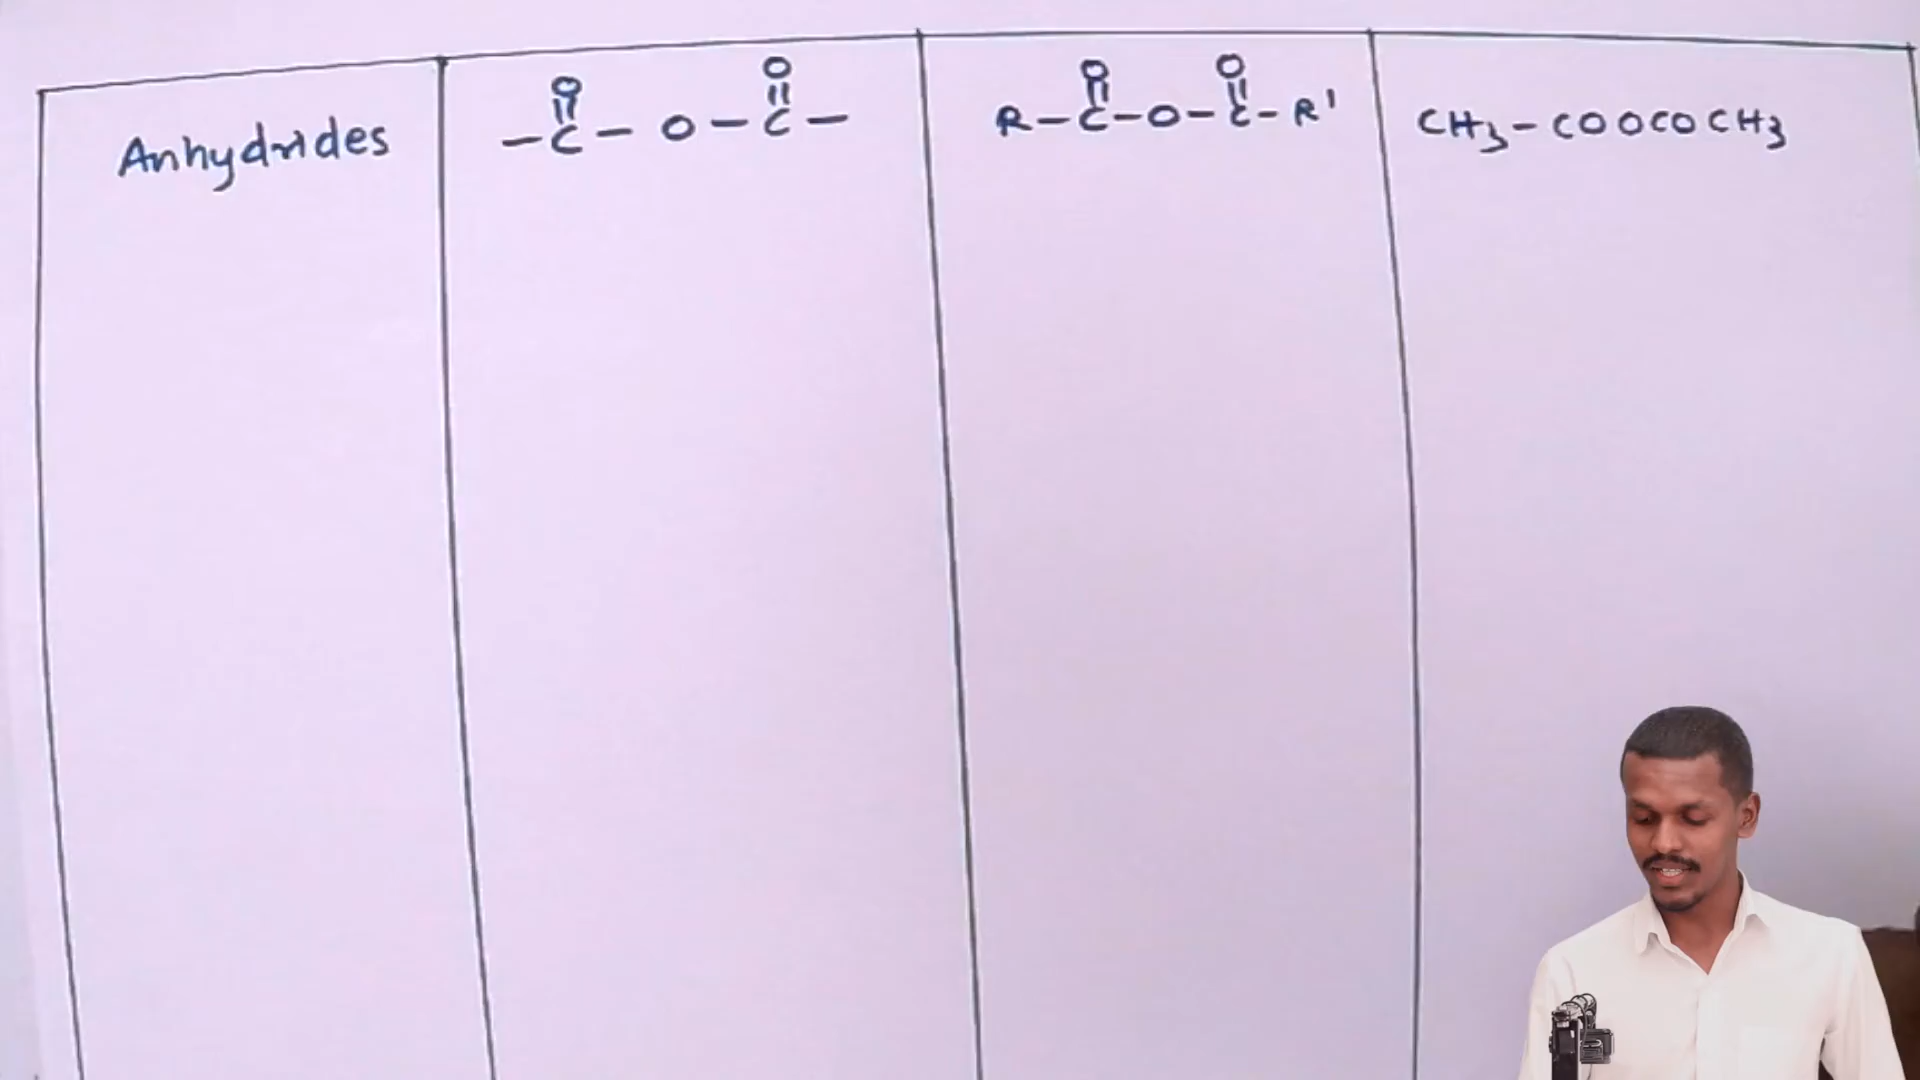 Anhydrides
O O
|| ||
— C — O — C —
O O
|| ||
R — C — O — C — R'
CH₃ — COOCOCH₃